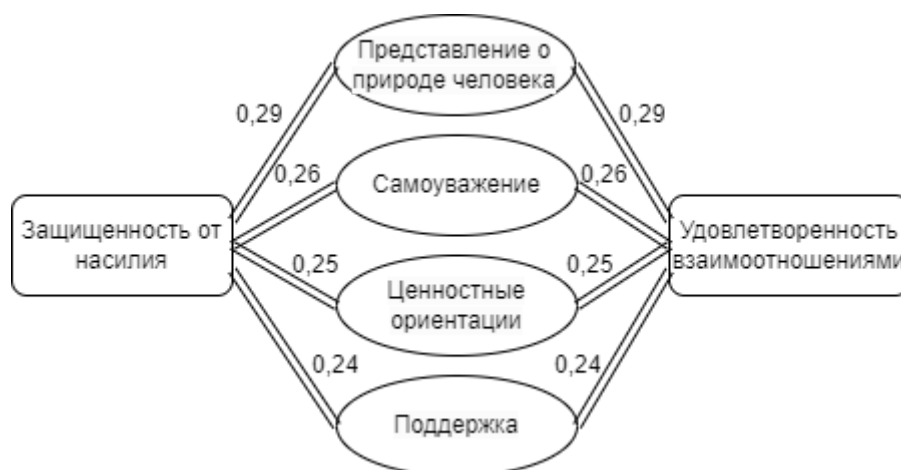 Представление о
природе человека
0,29
0,29
Самоуважение
0,26
0,26
Защищенность от
насилия
Удовлетворенность
взаимоотношениями
0,25
0,25
Ценностные
ориентации
0,24
0,24
Поддержка